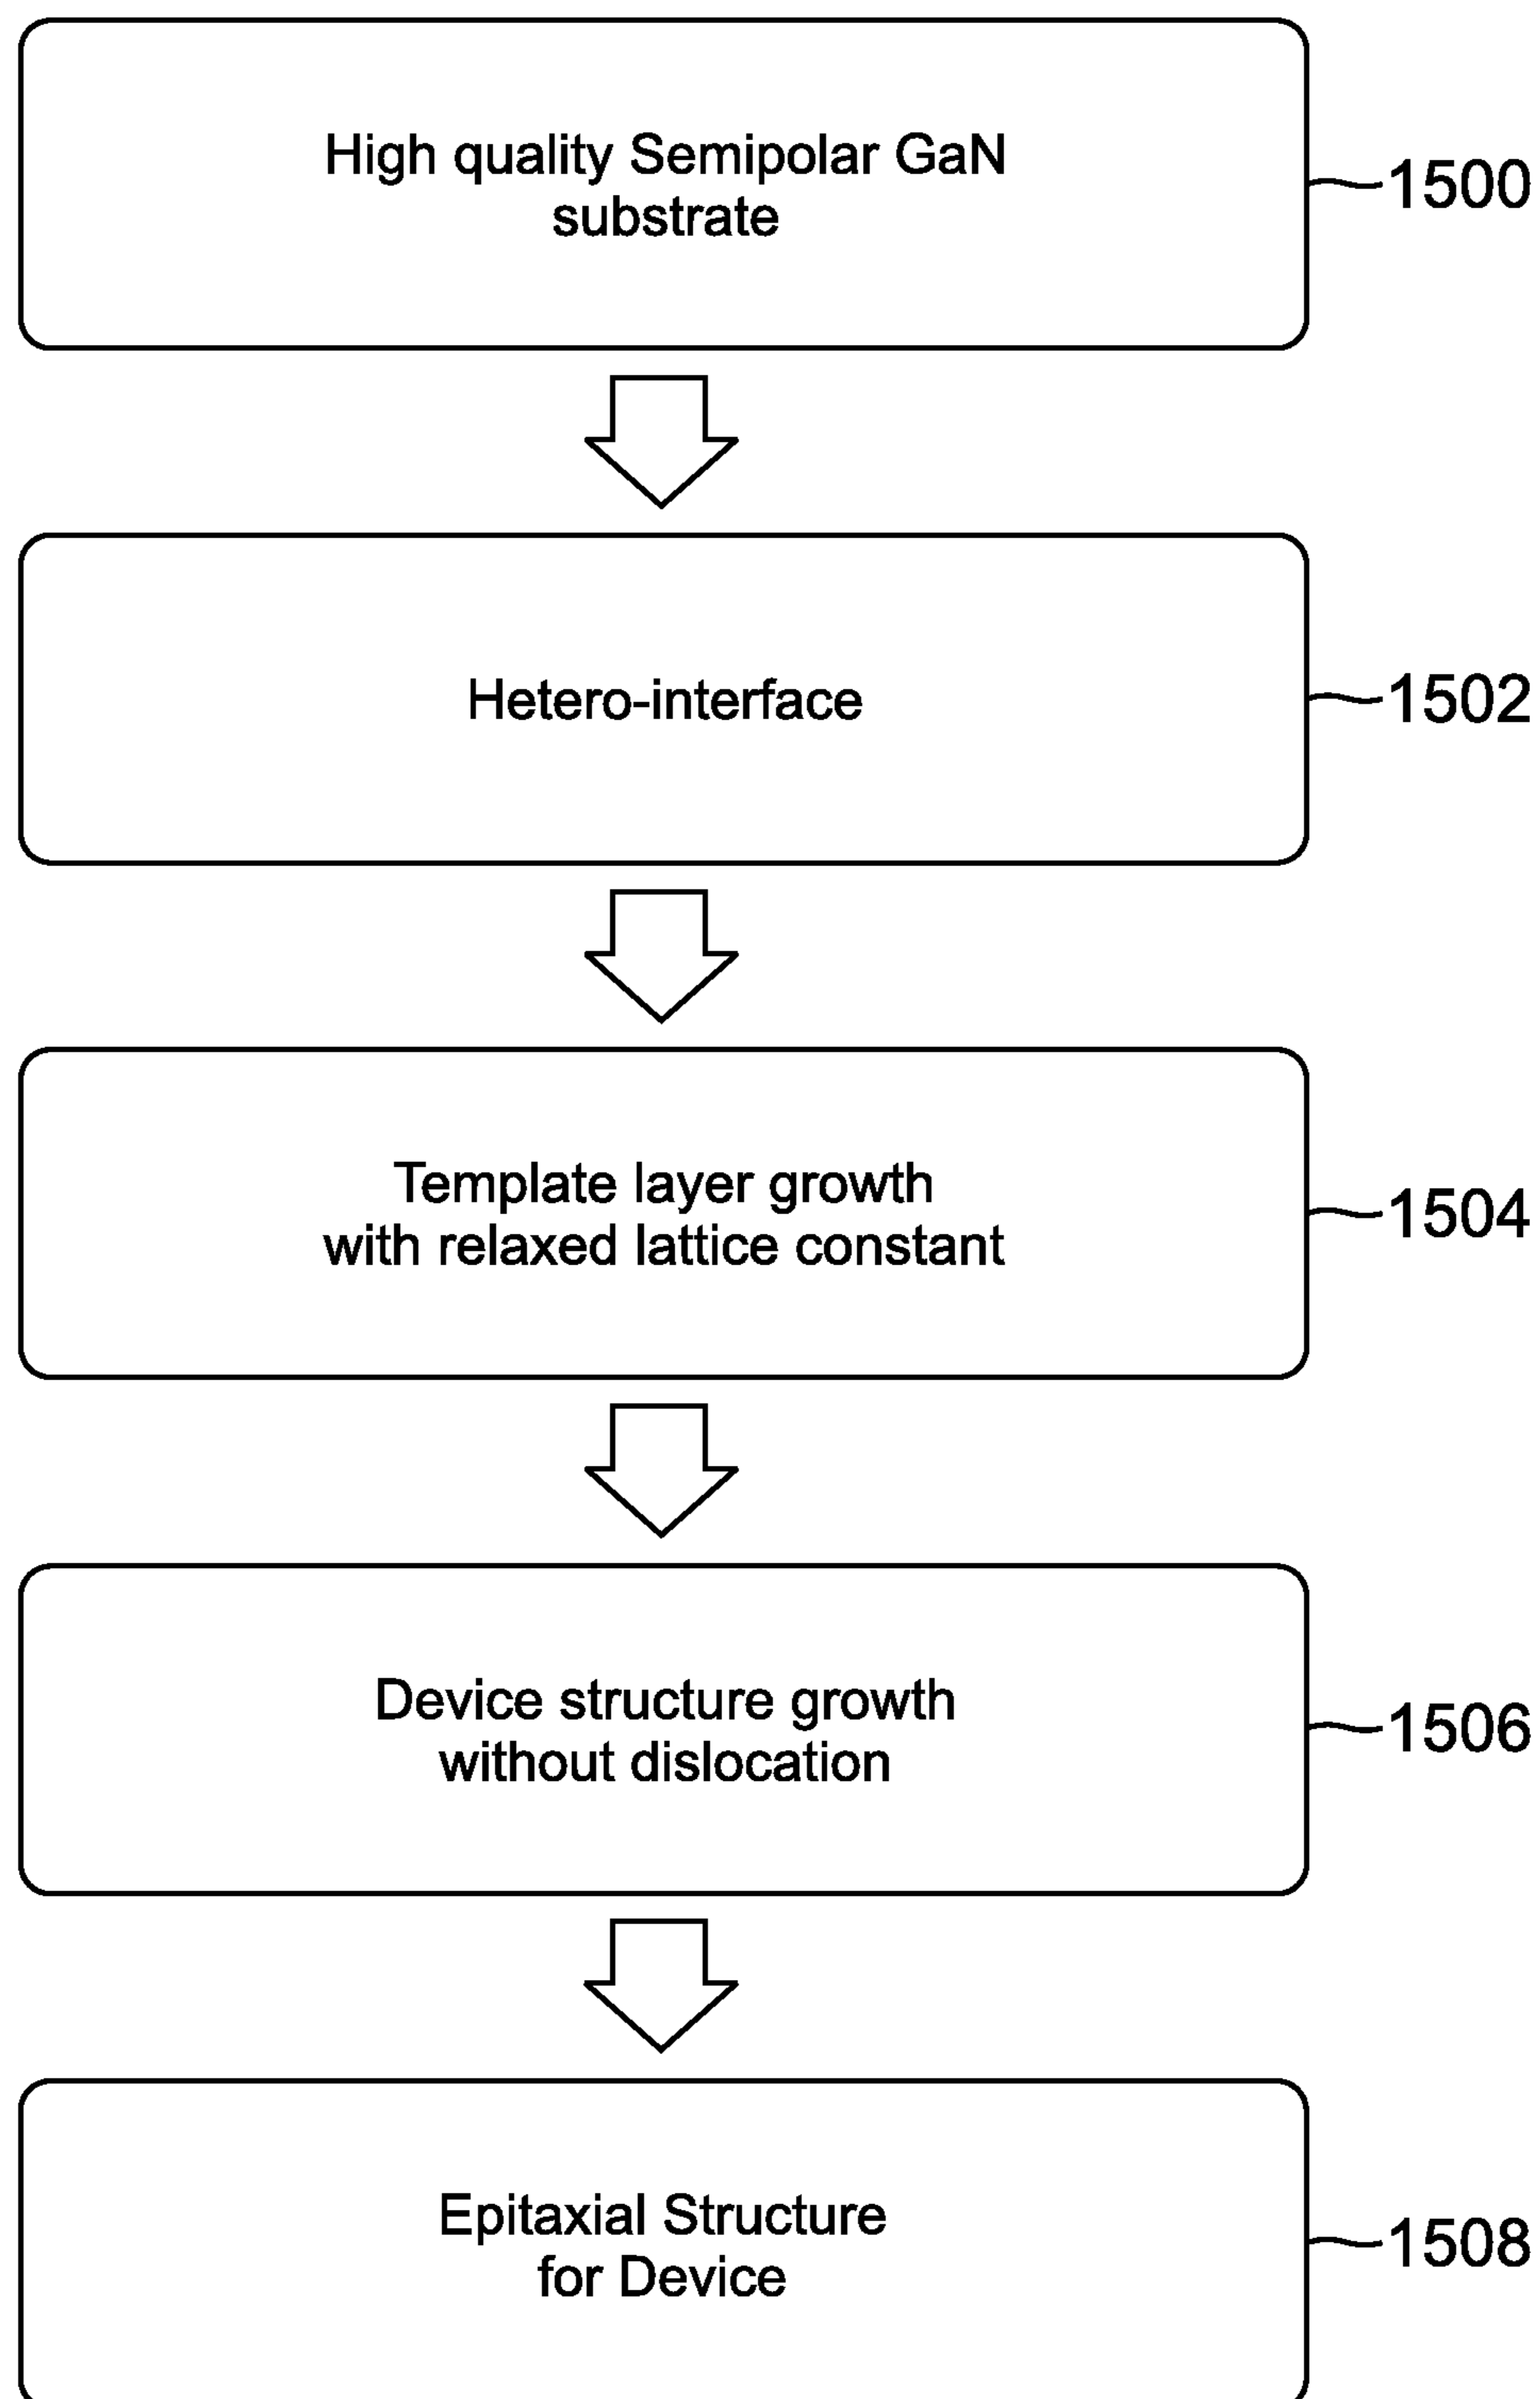 High quality Semipolar GaN
substrate
1500
Hetero-interface
1502
Template layer growth
with relaxed lattice constant
1504
Device structure growth
without dislocation
1506
Epitaxial Structure
for Device
1508